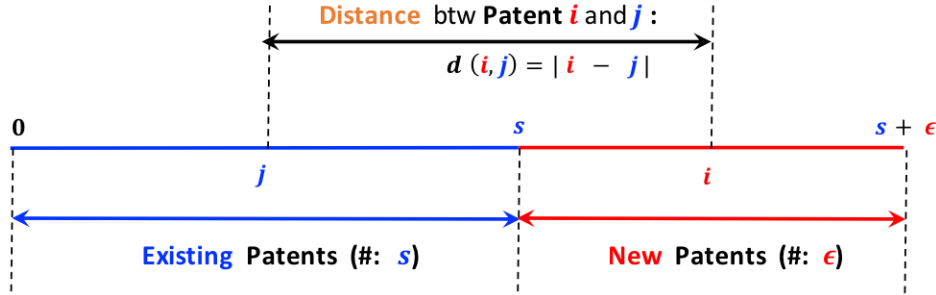 Distance btw Patent i and j :
d (i,j) = | i - j |
0 s s + ϵ
j i
Existing Patents (#: s) New Patents (#: ϵ)